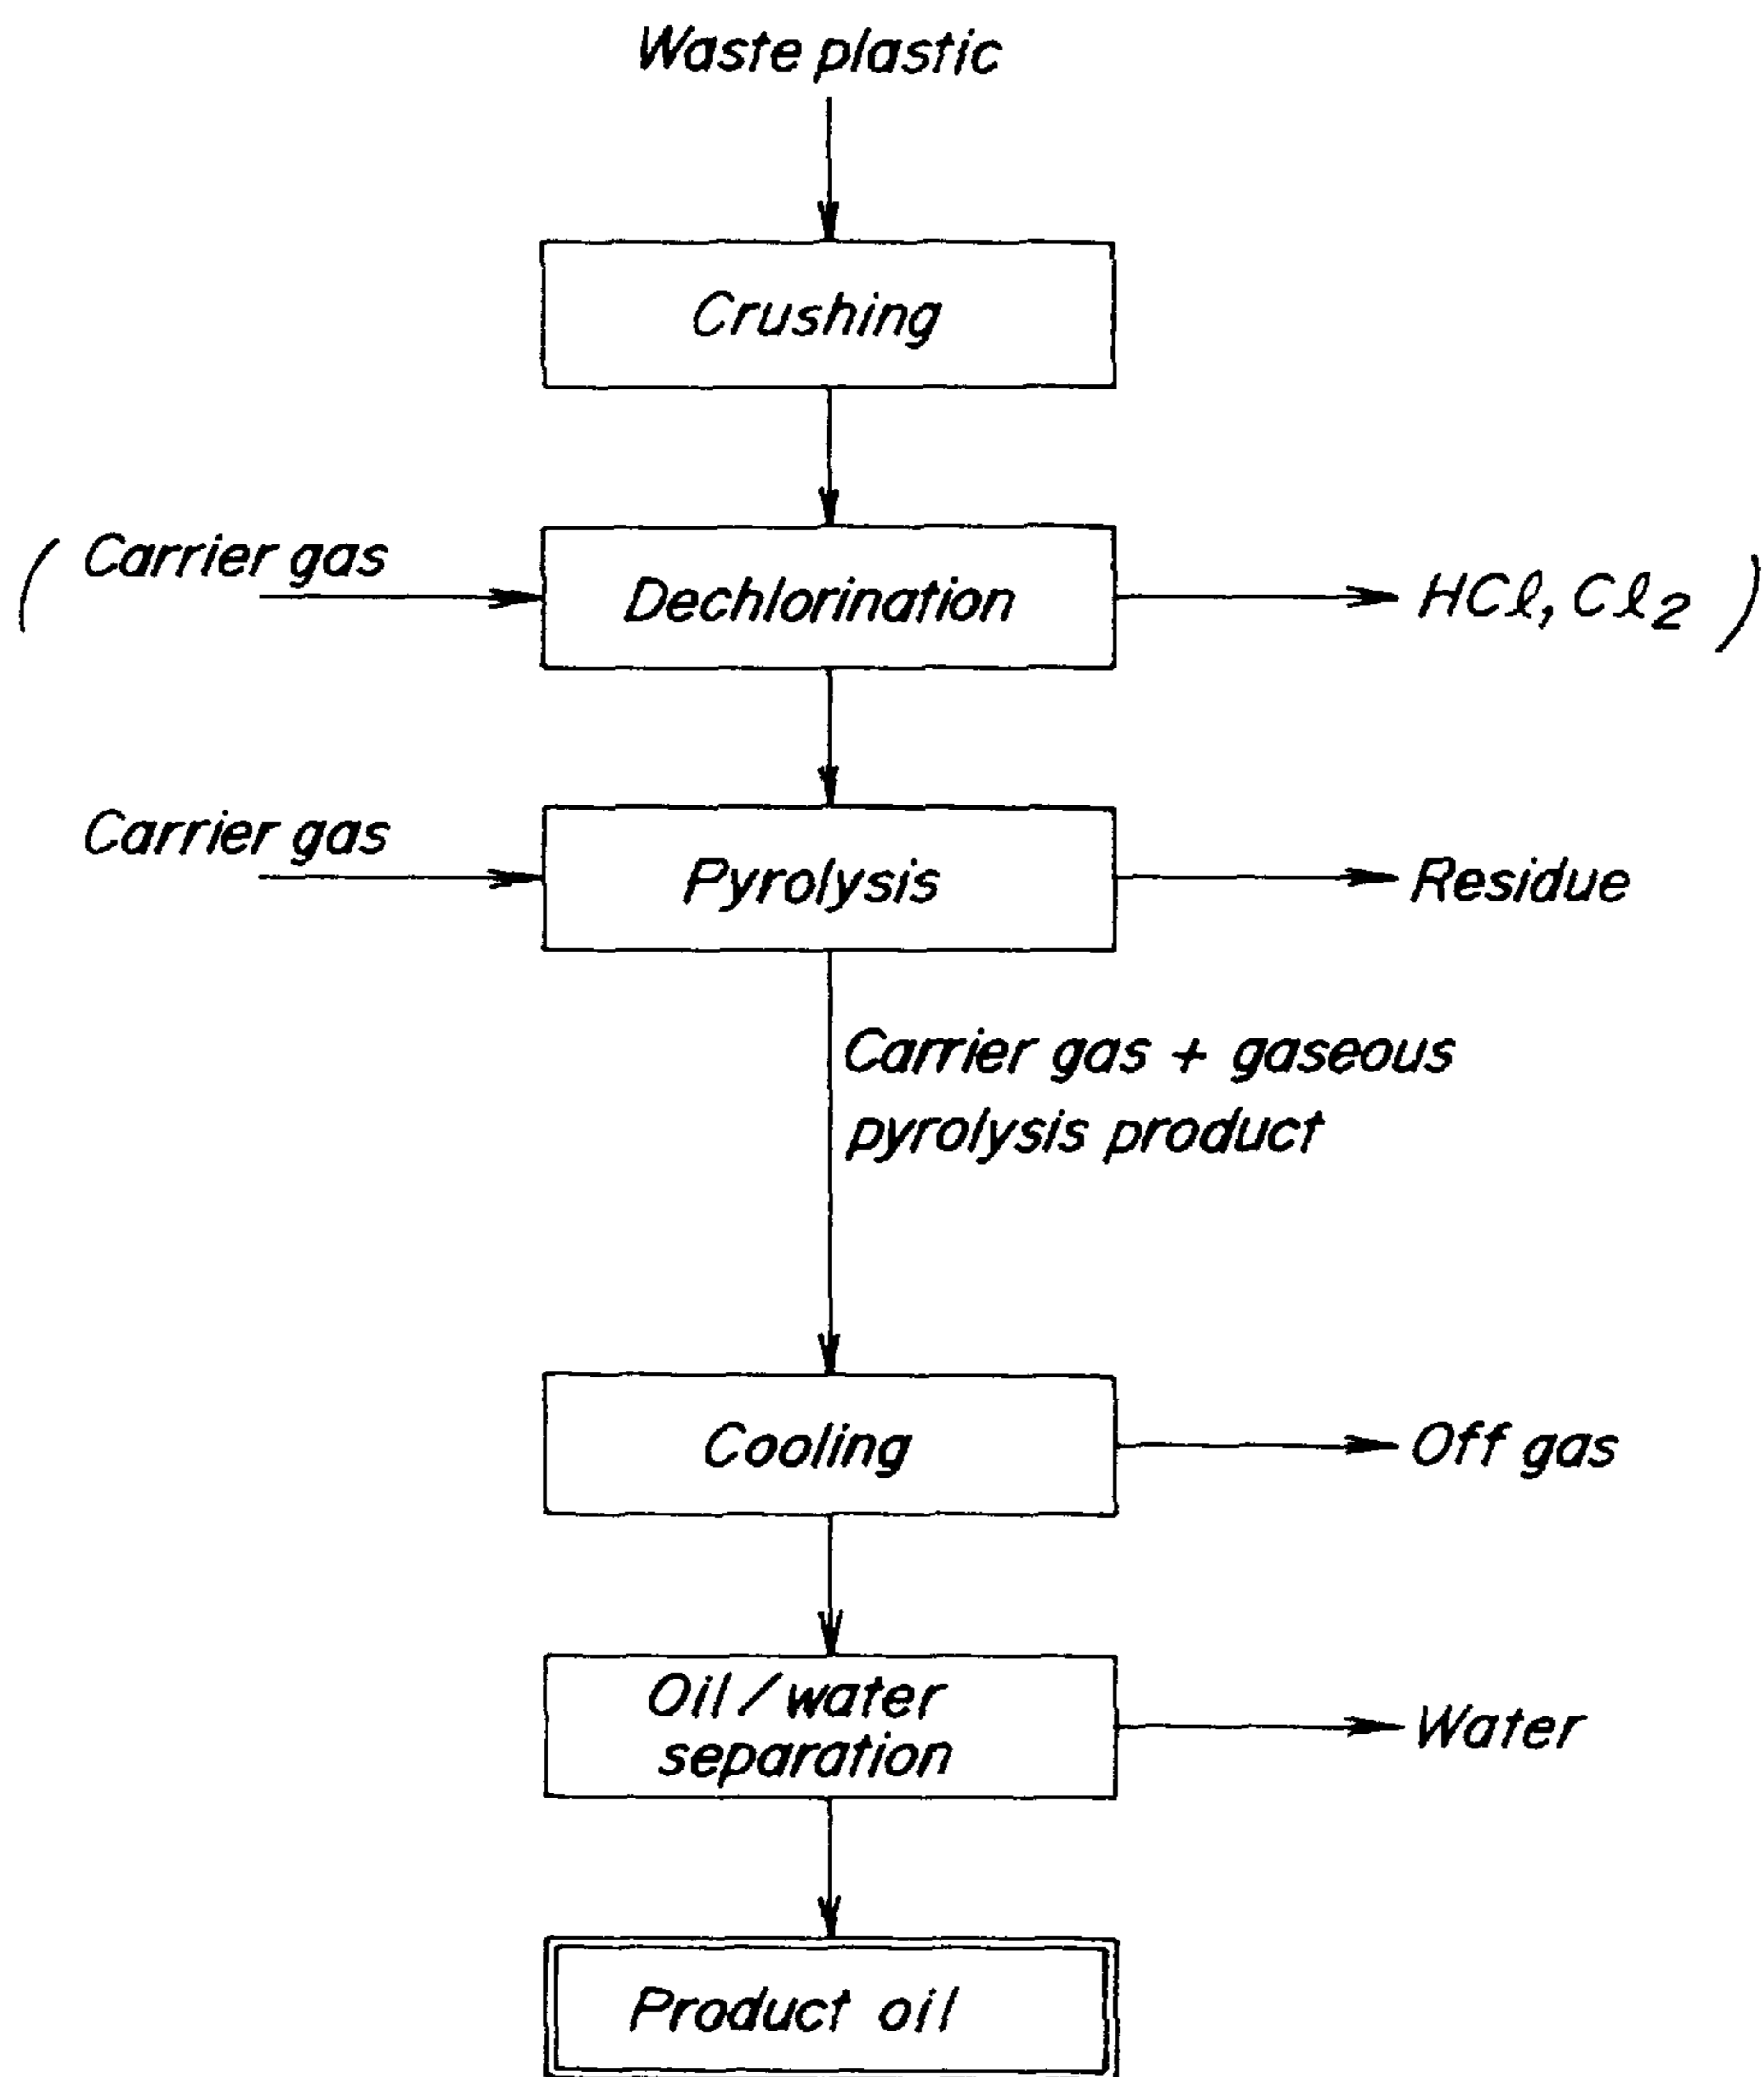 Waste plastic
Crushing
( Carrier gas
Dechlorination
HCl, Cl2 )
Carrier gas
Pyrolysis
Residue
Carrier gas + gaseous
pyrolysis product
Cooling
Off gas
Oil/water
separation
Water
Product oil